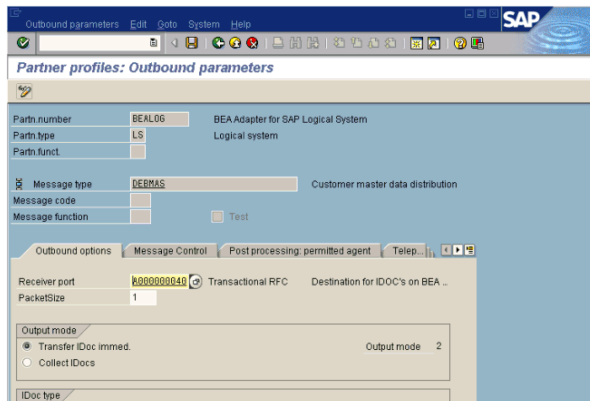 Outbound parameters Edit Goto System Help
SAP
Partner profiles: Outbound parameters
Partn.number BEALOG BEA Adapter for SAP Logical System
Partn.type LS Logical system
Partn.funct.
Message type DEBMAS Customer master data distribution
Message code
Message function Test
Outbound options Message Control Post processing: permitted agent Telep...
Receiver port A000000040 Transactional RFC Destination for IDOC's on BEA ..
PacketSize 1
Output mode
Transfer IDoc immed. Output mode 2
Collect IDocs
IDoc type